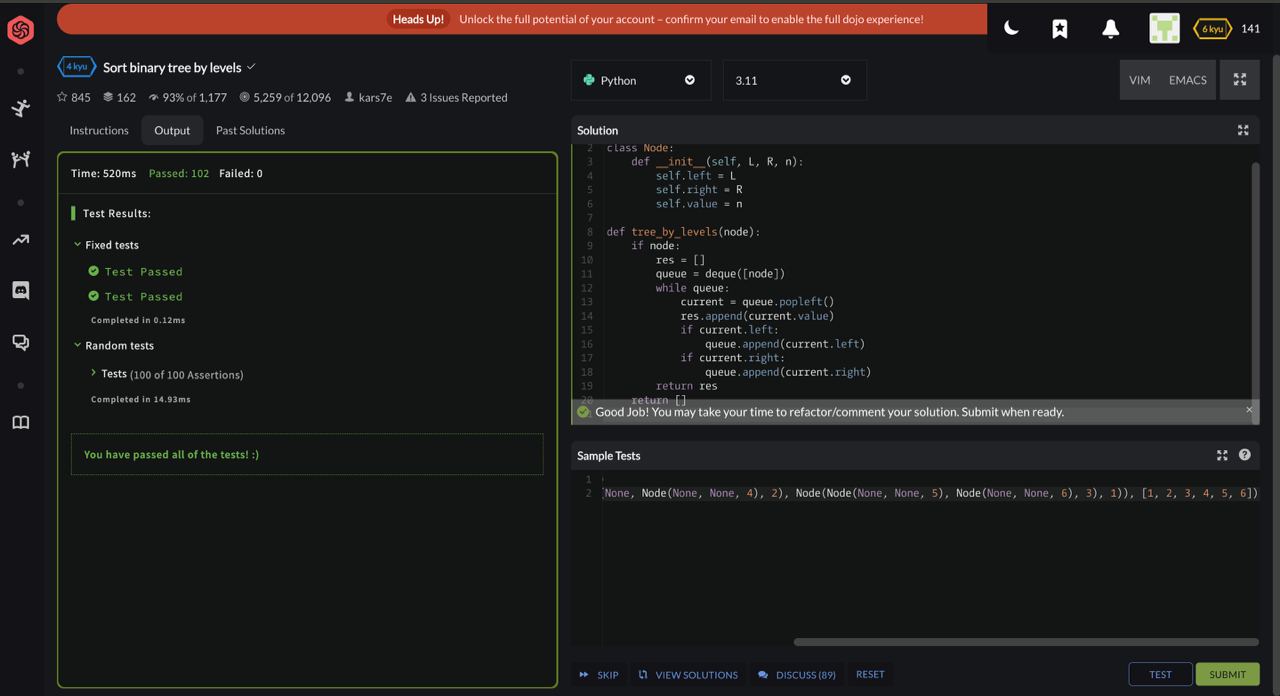 Heads Up! Unlock the full potential of your account – confirm your email to enable the full dojo experience!
6 kyu 141
4 kyu Sort binary tree by levels
845 162 93% of 1,177 5,259 of 12,096 kars7e 3 Issues Reported
Instructions Output Past Solutions
Time: 520ms Passed: 102 Failed: 0
Test Results:
Fixed tests
Test Passed
Test Passed
Completed in 0.12ms
Random tests
Tests (100 of 100 Assertions)
Completed in 14.93ms
You have passed all of the tests! :)
Python 3.11 VIM EMACS
Solution
2 class Node:
3     def __init__(self, L, R, n):
4         self.left = L
5         self.right = R
6         self.value = n
7
8 def tree_by_levels(node):
9     if node:
10         res = []
11         queue = deque([node])
12         while queue:
13             current = queue.popleft()
14             res.append(current.value)
15             if current.left:
16                 queue.append(current.left)
17             if current.right:
18                 queue.append(current.right)
19         return res
20     return []
Good Job! You may take your time to refactor/comment your solution. Submit when ready.
Sample Tests
1
2 None, Node(None, None, 4), 2), Node(Node(None, None, 5), Node(None, None, 6), 3), 1)), [1, 2, 3, 4, 5, 6])
SKIP VIEW SOLUTIONS DISCUSS (89) RESET TEST SUBMIT